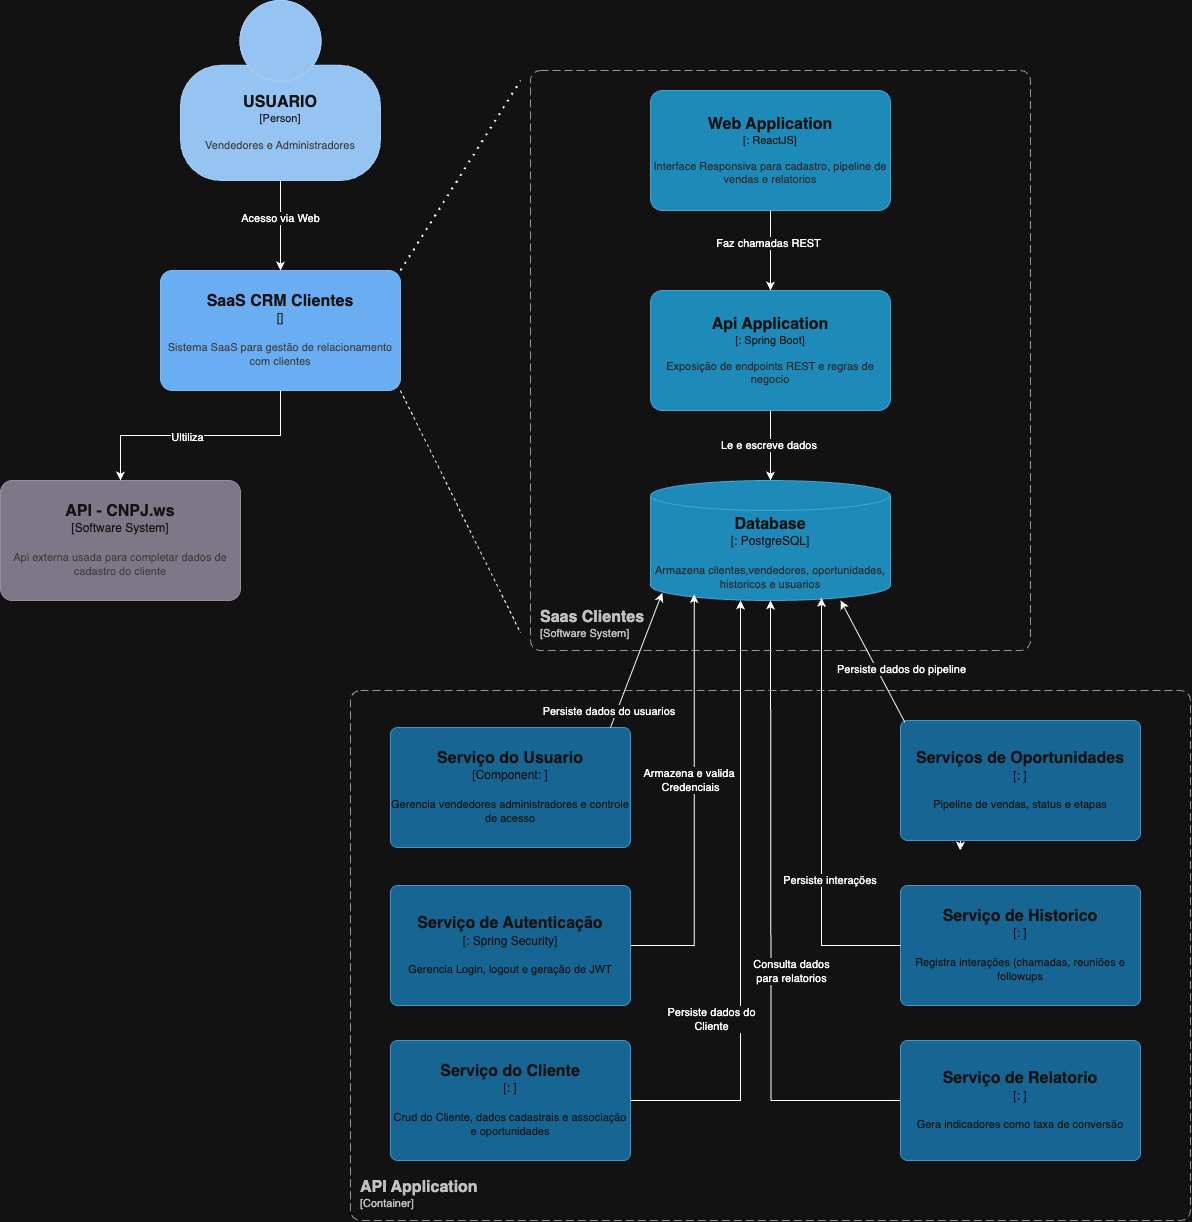 USUARIO
[Person]
Vendedores e Administradores
Acesso via Web
SaaS CRM Clientes
[]
Sistema SaaS para gestão de relacionamento
com clientes
Ultiliza
API - CNPJ.ws
[Software System]
Api externa usada para completar dados de
cadastro do cliente
Web Application
[: ReactJS]
Interface Responsiva para cadastro, pipeline de
vendas e relatorios
Faz chamadas REST
Api Application
[: Spring Boot]
Exposição de endpoints REST e regras de
negocio
Le e escreve dados
Database
[: PostgreSQL]
Armazena clientes,vendedores, oportunidades,
historicos e usuarios
Saas Clientes
[Software System]
Persiste dados do pipeline
Persiste dados do usuarios
Serviço do Usuario
[Component: ]
Gerencia vendedores administradores e controle
de acesso
Armazena e valida
Credenciais
Serviços de Oportunidades
[: ]
Pipeline de vendas, status e etapas
Persiste interações
Serviço de Autenticação
[: Spring Security]
Gerencia Login, logout e geração de JWT
Serviço de Historico
[: ]
Registra interações (chamadas, reuniões e
followups
Consulta dados
para relatorios
Persiste dados do
Cliente
Serviço do Cliente
[: ]
Crud do Cliente, dados cadastrais e associação
e oportunidades
Serviço de Relatorio
[: ]
Gera indicadores como taxa de conversão
API Application
[Container]